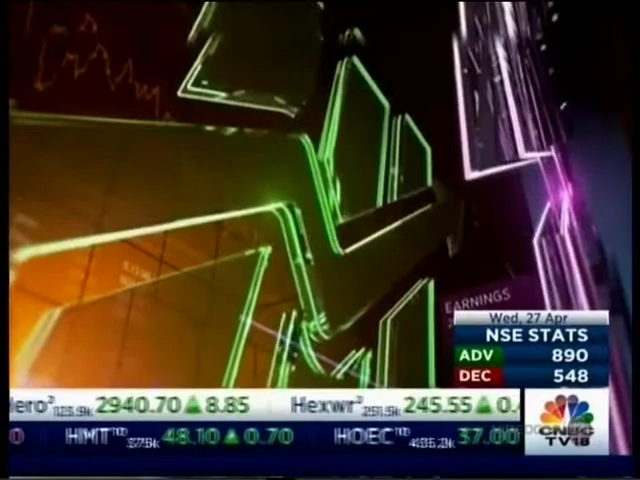 EARNINGS
Wed, 27 Apr
NSE STATS
ADV 890
DEC 548
2940.70 8.85 Hexwr 245.55
HMT 48.10 0.70 HOEC 37.00
CNBC
TV18